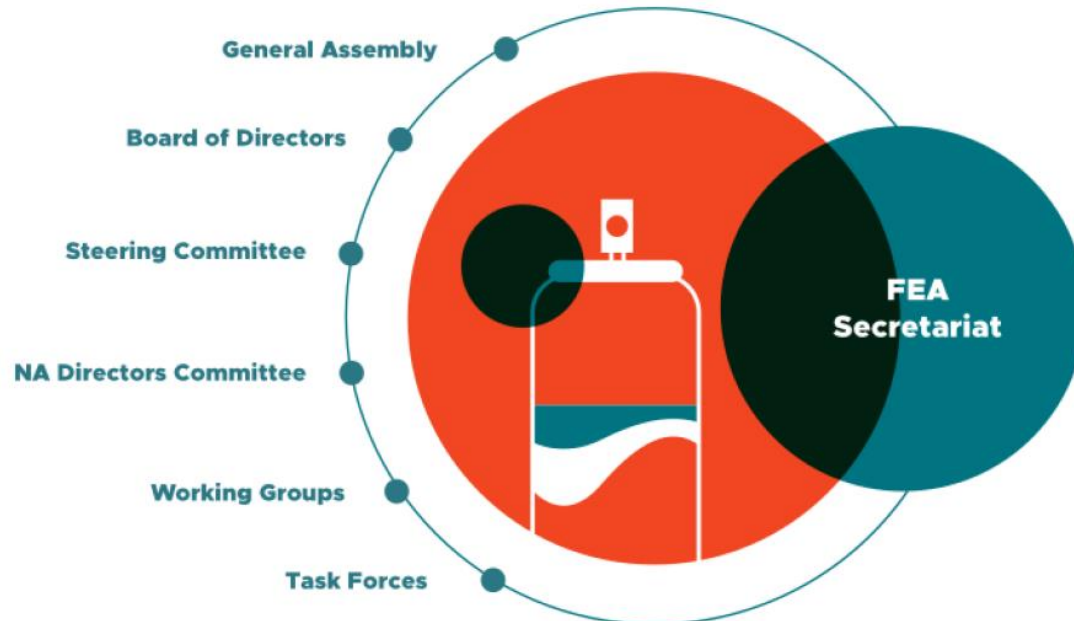 General Assembly
Board of Directors
Steering Committee
NA Directors Committee
Working Groups
Task Forces
FEA
Secretariat